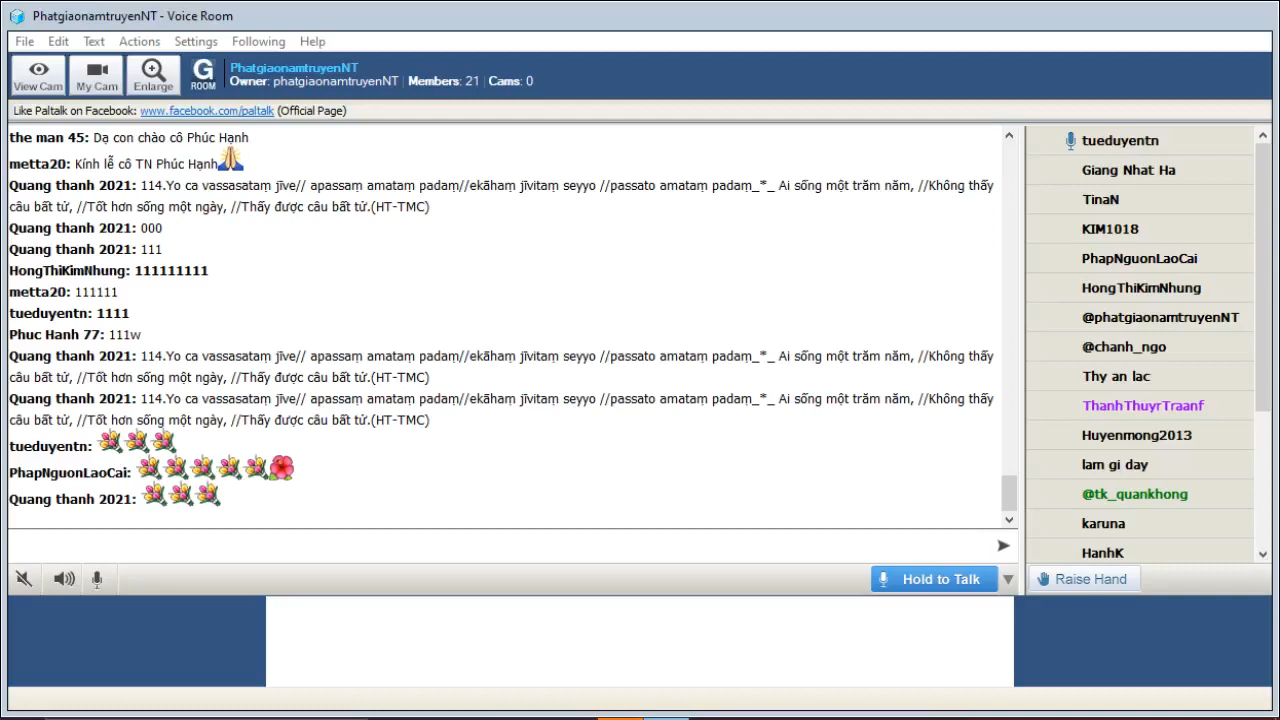 PhatgiaonamtruyenNT - Voice Room
File Edit Text Actions Settings Following Help
View Cam
My Cam
Enlarge
G
ROOM
PhatgiaonamtruyenNT
Owner: phatgiaonamtruyenNT Members: 21 Cams: 0
Like Paltalk on Facebook: www.facebook.com/paltalk (Official Page)
the man 45: Dạ con chào cô Phúc Hạnh
metta20: Kính lễ cô TN Phúc Hạnh
Quang thanh 2021: 114.Yo ca vassasataṃ jīve// apassaṃ amataṃ padaṃ//ekāhaṃ jīvitaṃ seyyo //passato amataṃ padaṃ_*_ Ai sống một trăm năm, //Không thấy
câu bất tử, //Tốt hơn sống một ngày, //Thấy được câu bất tử.(HT-TMC)
Quang thanh 2021: 000
Quang thanh 2021: 111
HongThiKimNhung: 111111111
metta20: 111111
tueduyentn: 1111
Phuc Hanh 77: 111w
Quang thanh 2021: 114.Yo ca vassasataṃ jīve// apassaṃ amataṃ padaṃ//ekāhaṃ jīvitaṃ seyyo //passato amataṃ padaṃ_*_ Ai sống một trăm năm, //Không thấy
câu bất tử, //Tốt hơn sống một ngày, //Thấy được câu bất tử.(HT-TMC)
Quang thanh 2021: 114.Yo ca vassasataṃ jīve// apassaṃ amataṃ padaṃ//ekāhaṃ jīvitaṃ seyyo //passato amataṃ padaṃ_*_ Ai sống một trăm năm, //Không thấy
câu bất tử, //Tốt hơn sống một ngày, //Thấy được câu bất tử.(HT-TMC)
tueduyentn:
PhapNguonLaoCai:
Quang thanh 2021:
Hold to Talk
tueduyentn
Giang Nhat Ha
TinaN
KIM1018
PhapNguonLaoCai
HongThiKimNhung
@phatgiaonamtruyenNT
@chanh_ngo
Thy an lac
ThanhThuyrTraanf
Huyenmong2013
lam gi day
@tk_quankhong
karuna
HanhK
Raise Hand